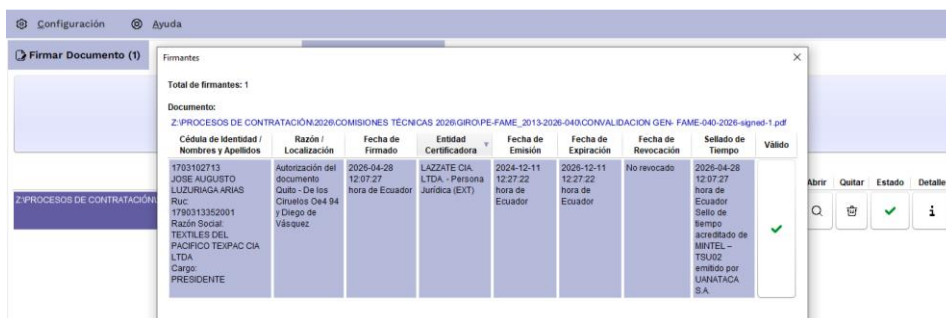 Configuración Ayuda
Firmar Documento (1)
Firmantes
Total de firmantes: 1
Documento:
Z:\PROCESOS DE CONTRATACIÓN\2026\COMISIONES TÉCNICAS 2026\GIRO\PE-FAME_2013-2026-040\CONVALIDACION GEN- FAME-040-2026-signed-1.pdf
Cédula de Identidad / Nombres y Apellidos
Razón / Localización
Fecha de Firmado
Entidad Certificadora
Fecha de Emisión
Fecha de Expiración
Fecha de Revocación
Sellado de Tiempo
Válido
1703102713
JOSE AUGUSTO
LUZURIAGA ARIAS
Ruc:
1790313352001
Razón Social:
TEXTILES DEL
PACIFICO TEXPAC CIA
LTDA
Cargo:
PRESIDENTE
Autorización del
documento
Quito - De los
Ciruelos Oe4 94
y Diego de
Vásquez
2026-04-28
12:07:27
hora de Ecuador
LAZZATE CIA.
LTDA. - Persona
Jurídica (EXT)
2024-12-11
12:27:22
hora de
Ecuador
2026-12-11
12:27:22
hora de
Ecuador
No revocado
2026-04-28
12:07:27
hora de
Ecuador
Sello de
tiempo
acreditado de
MINTEL –
TSU02
emitido por
UANATACA
S.A.
Abrir Quitar Estado Detalle
Z:\PROCESOS DE CONTRATACIÓN\